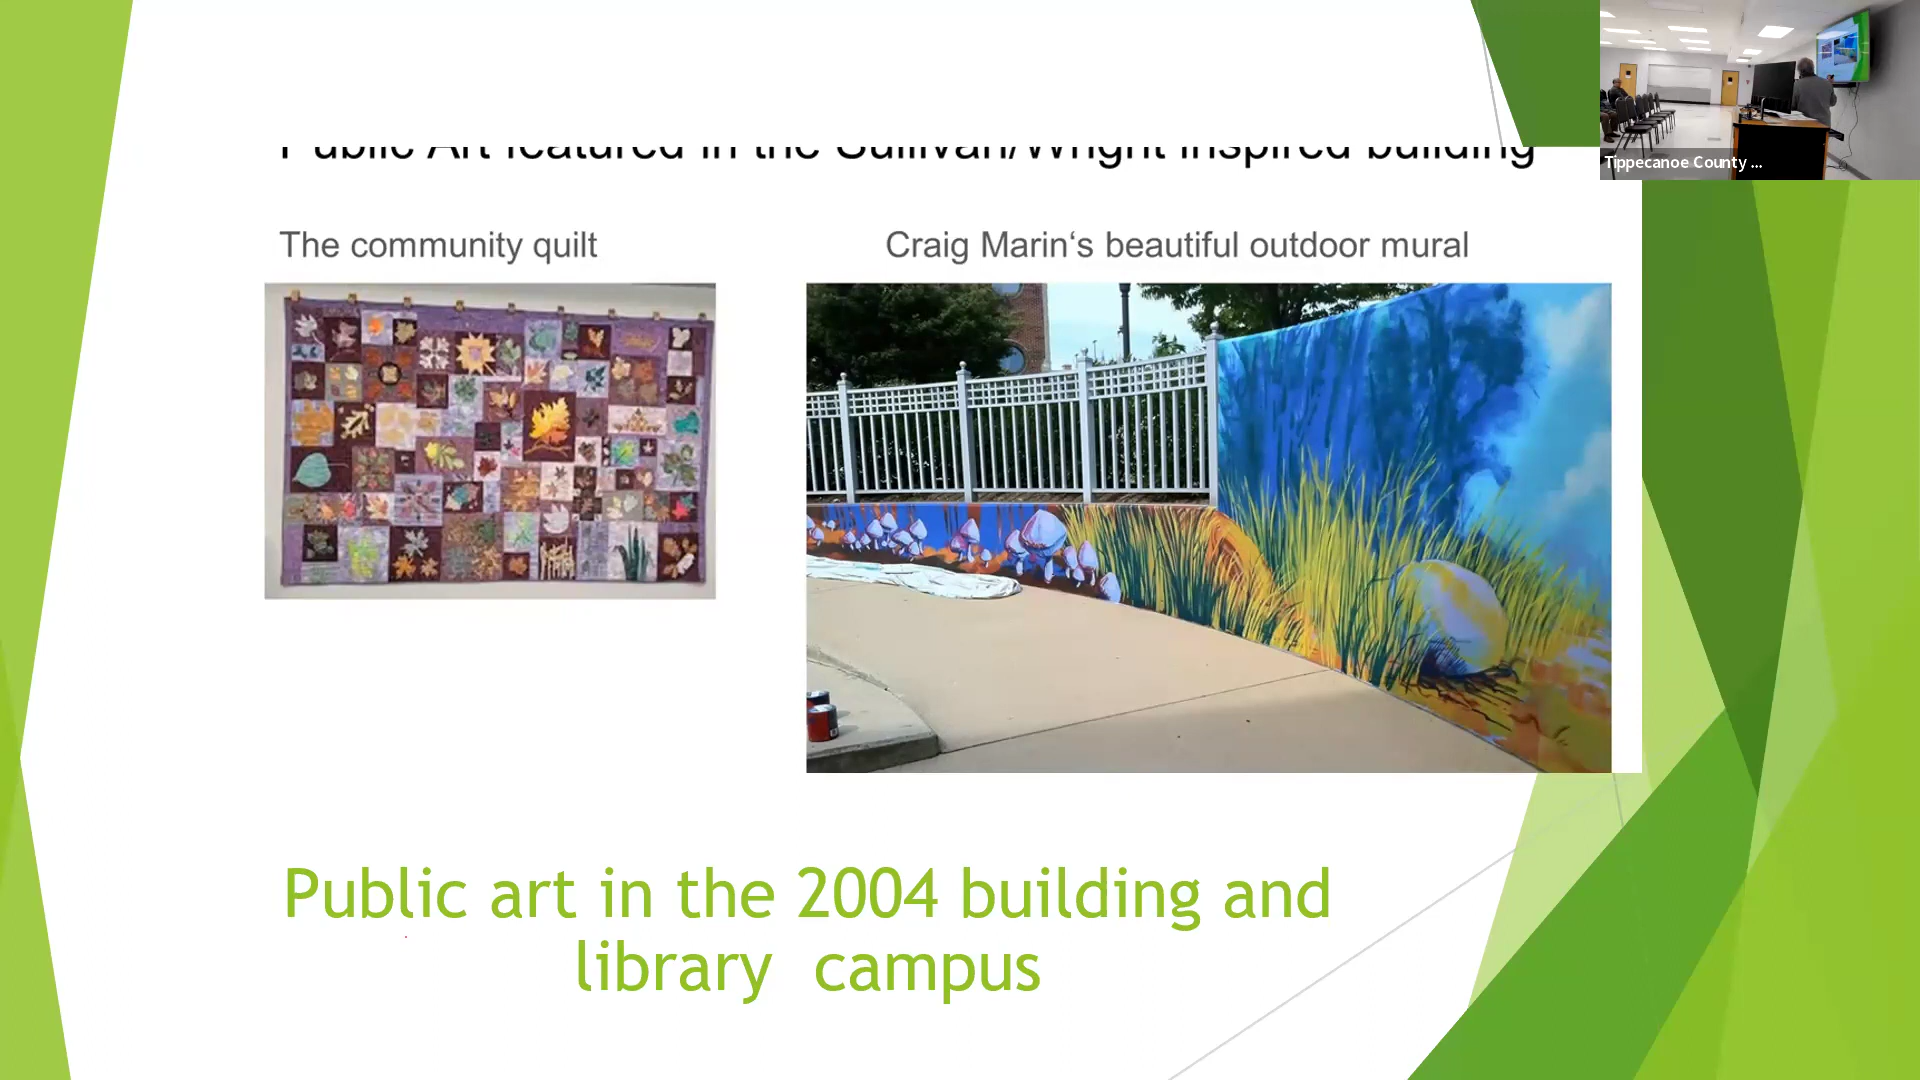 Public Art featured in the Sullivan/Wright inspired building
Tippecanoe County ...
The community quilt
Craig Marin‘s beautiful outdoor mural
Public art in the 2004 building and
library campus